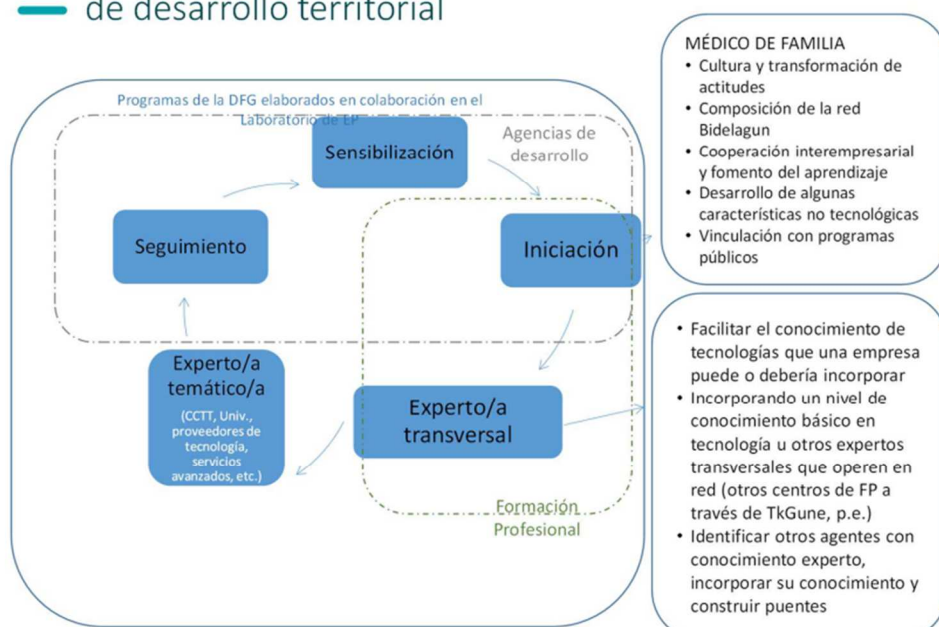 de desarrollo territorial
Programas de la DFG elaborados en colaboración en el
Laboratorio de EP
Agencias de
desarrollo
Sensibilización
Iniciación
Seguimiento
Experto/a
temático/a
(CCTT, Univ.,
proveedores de
tecnología,
servicios
avanzados, etc.)
Experto/a
transversal
Formación
Profesional
MÉDICO DE FAMILIA
• Cultura y transformación de
actitudes
• Composición de la red
Bidelagun
• Cooperación interempresarial
y fomento del aprendizaje
• Desarrollo de algunas
características no tecnológicas
• Vinculación con programas
públicos
• Facilitar el conocimiento de
tecnologías que una empresa
puede o debería incorporar
• Incorporando un nivel de
conocimiento básico en
tecnología u otros expertos
transversales que operen en
red (otros centros de FP a
través de TkGune, p.e.)
• Identificar otros agentes con
conocimiento experto,
incorporar su conocimiento y
construir puentes